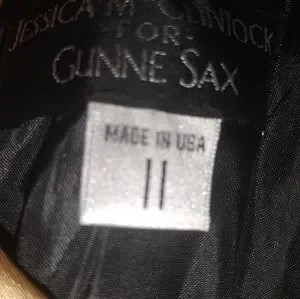 JESSICA MCCLINTOCK
-FOR-
GUNNE SAX
MADE IN USA
11